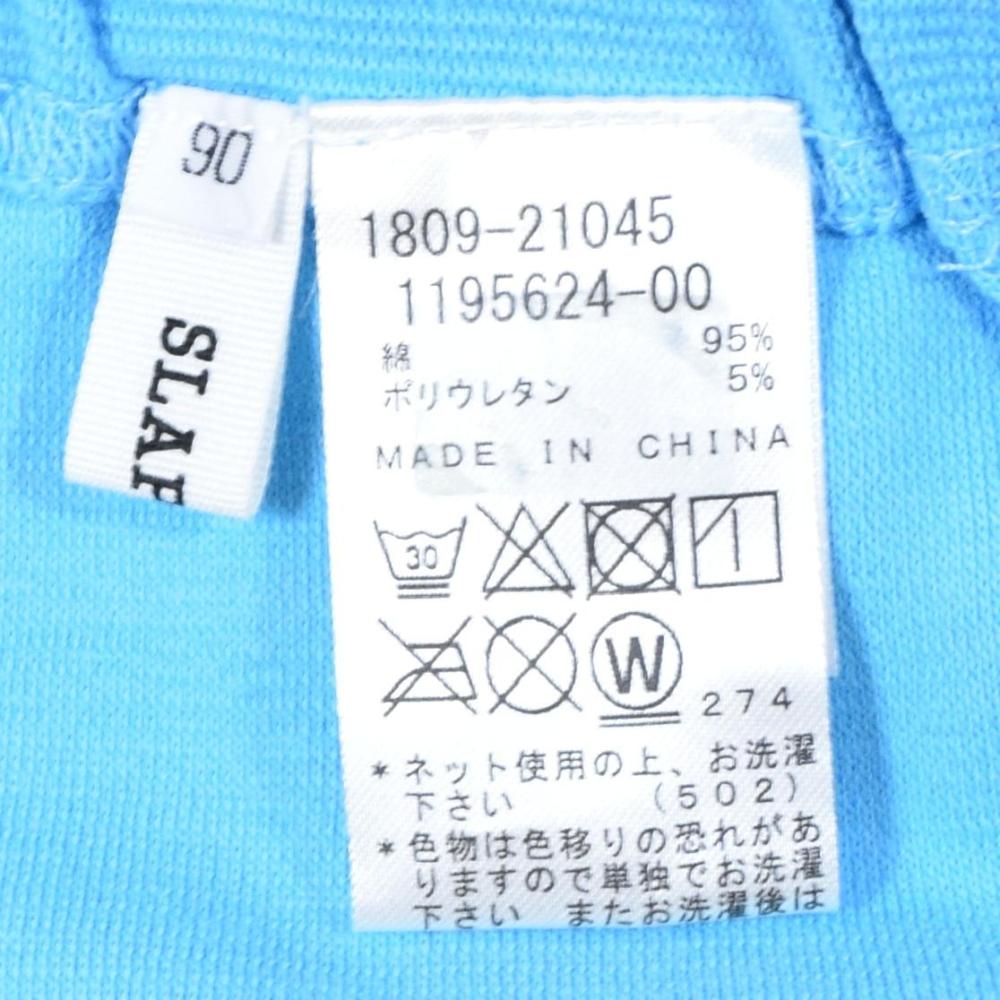 90
SLAP
1809-21045
1195624-00
綿 95%
ポリウレタン 5%
MADE IN CHINA
30
W
274
*ネット使用の上、お洗濯
下さい (502)
*色物は色移りの恐れがあ
りますので単独でお洗濯
下さい またお洗濯後は